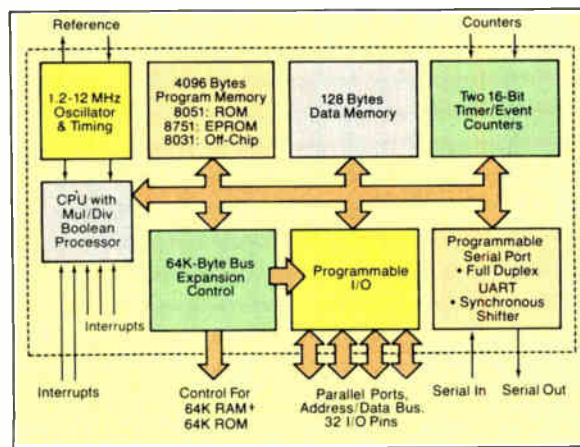 Reference
Counters
1.2-12 MHz
Oscillator
& Timing
4096 Bytes
Program Memory
8051: ROM
8751: EPROM
8031: Off-Chip
128 Bytes
Data Memory
Two 16-Bit
Timer/Event
Counters
CPU with
Mul/Div
Boolean
Processor
64K-Byte Bus
Expansion
Control
Programmable
I/O
Programmable
Serial Port
• Full Duplex
UART
• Synchronous
Shifter
Interrupts
Interrupts
Control For
64K RAM+
64K ROM
Parallel Ports,
Address/Data Bus.
32 I/O Pins
Serial In
Serial Out